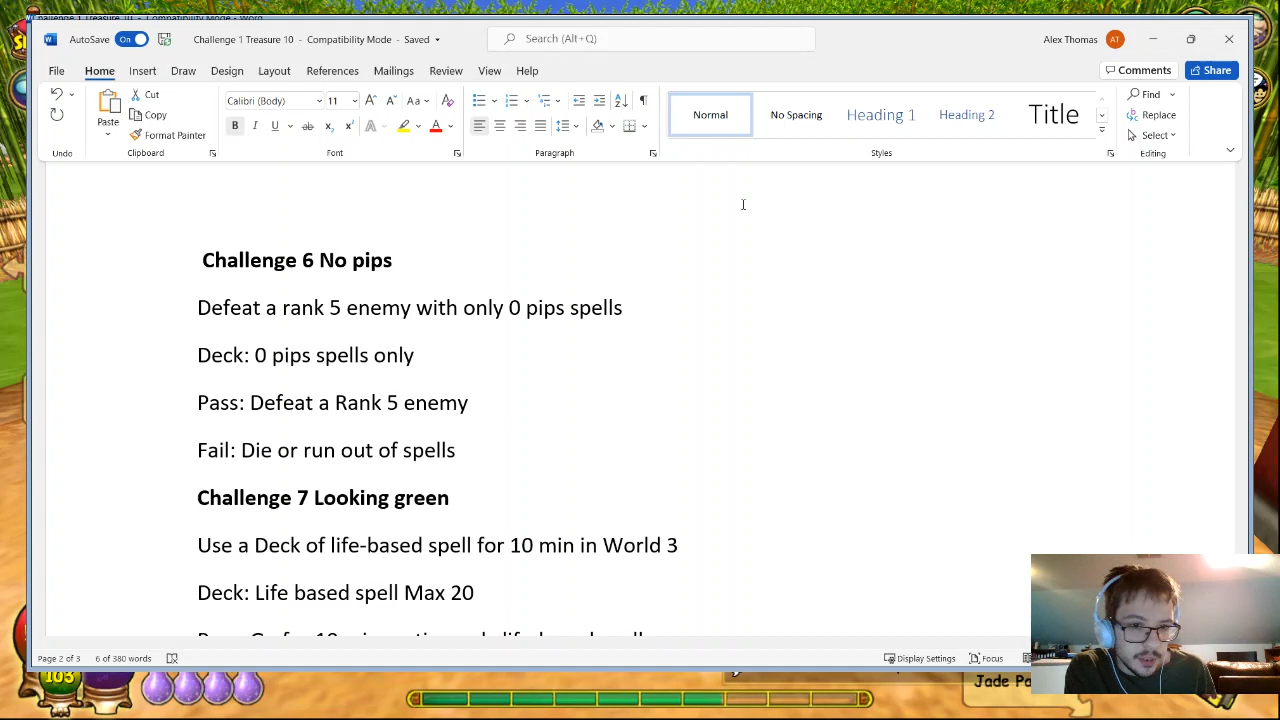 AutoSave On Challenge 1 Treasure 10 - Compatibility Mode - Saved Search (Alt+Q) Alex Thomas AT
File Home Insert Draw Design Layout References Mailings Review View Help Comments Share
Paste Cut Copy Format Painter
Calibri (Body) 11
Normal No Spacing Heading 1 Heading 2 Title
Find Replace Select
Undo Clipboard Font Paragraph Styles Editing
Challenge 6 No pips
Defeat a rank 5 enemy with only 0 pips spells
Deck: 0 pips spells only
Pass: Defeat a Rank 5 enemy
Fail: Die or run out of spells
Challenge 7 Looking green
Use a Deck of life-based spell for 10 min in World 3
Deck: Life based spell Max 20
Page 2 of 3 6 of 380 words Display Settings Focus
103
Jade Pa